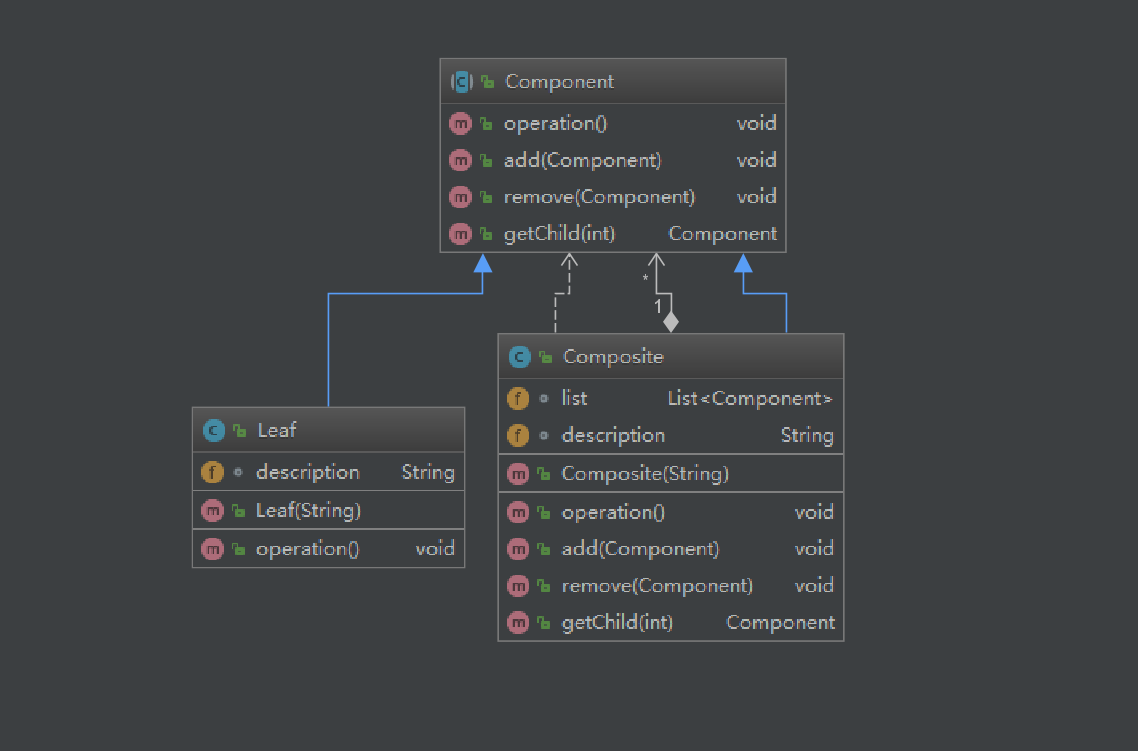 Component
operation() void
add(Component) void
remove(Component) void
getChild(int) Component
*
1
Composite
list List<Component>
description String
Composite(String)
operation() void
add(Component) void
remove(Component) void
getChild(int) Component
Leaf
description String
Leaf(String)
operation() void